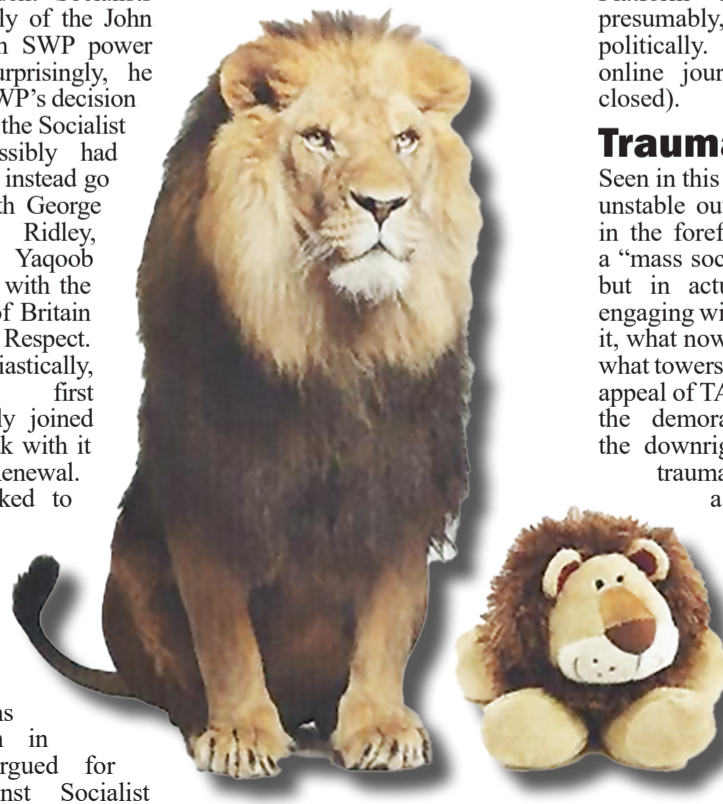 ly of the John
n SWP power
urprisingly, he
WP’s decision
the Socialist
ssibly had
instead go
th George
Ridley,
Yaqoob
with the
of Britain
Respect.
iastically,
first
ly joined
k with it
Renewal.
ked to
ns
n in
rgued for
nst Socialist
presumably,
politically.
online jour
closed).
Trauma
Seen in this
unstable ou
in the foref
a “mass soc
but in actu
engaging wi
it, what now
what towers
appeal of TA
the demora
the downrig
trauma
a